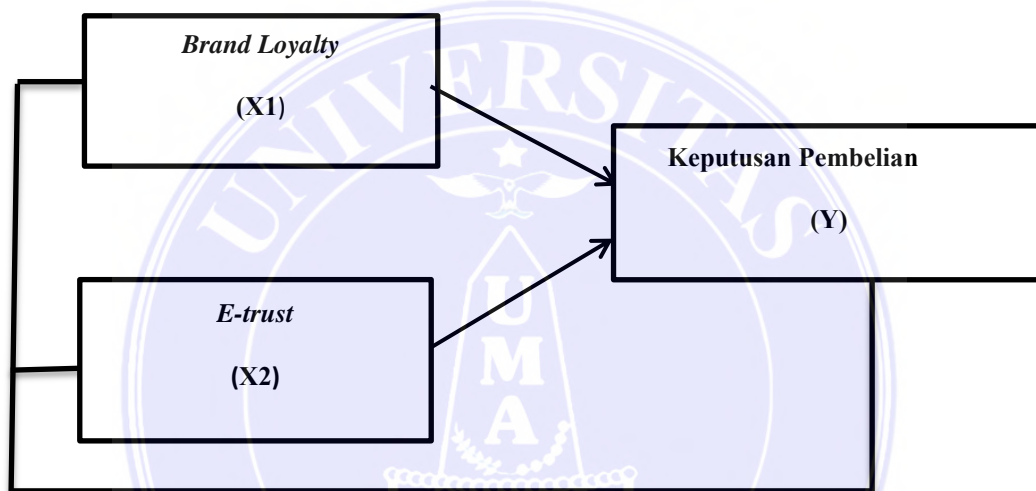 Brand Loyalty
(X1)
Keputusan Pembelian
(Y)
E-trust
(X2)
UNIVERSITAS
U
M
A